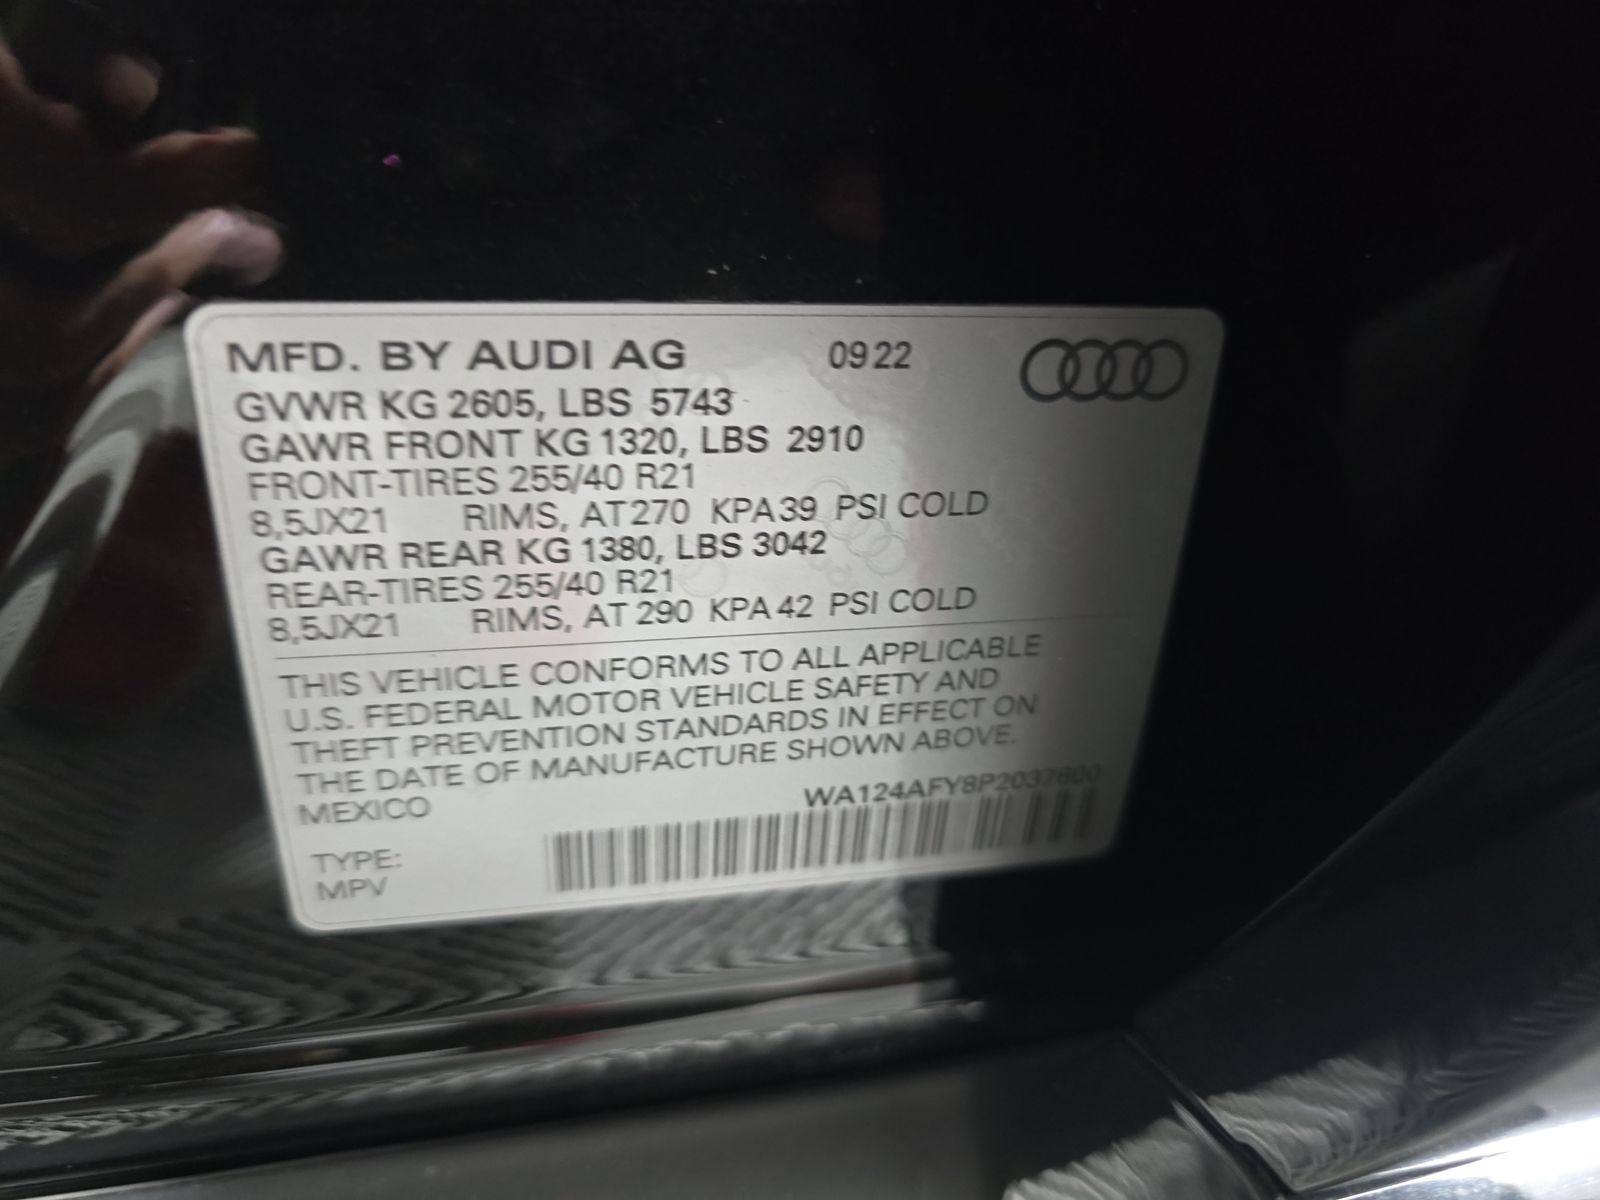 MFD. BY AUDI AG 0922
GVWR KG 2605, LBS 5743
GAWR FRONT KG 1320, LBS 2910
FRONT-TIRES 255/40 R21
8,5JX21 RIMS, AT 270 KPA 39 PSI COLD
GAWR REAR KG 1380, LBS 3042
REAR-TIRES 255/40 R21
8,5JX21 RIMS, AT 290 KPA 42 PSI COLD
THIS VEHICLE CONFORMS TO ALL APPLICABLE
U.S. FEDERAL MOTOR VEHICLE SAFETY AND
THEFT PREVENTION STANDARDS IN EFFECT ON
THE DATE OF MANUFACTURE SHOWN ABOVE.
MEXICO WA124AFY8P2037600
TYPE:
MPV